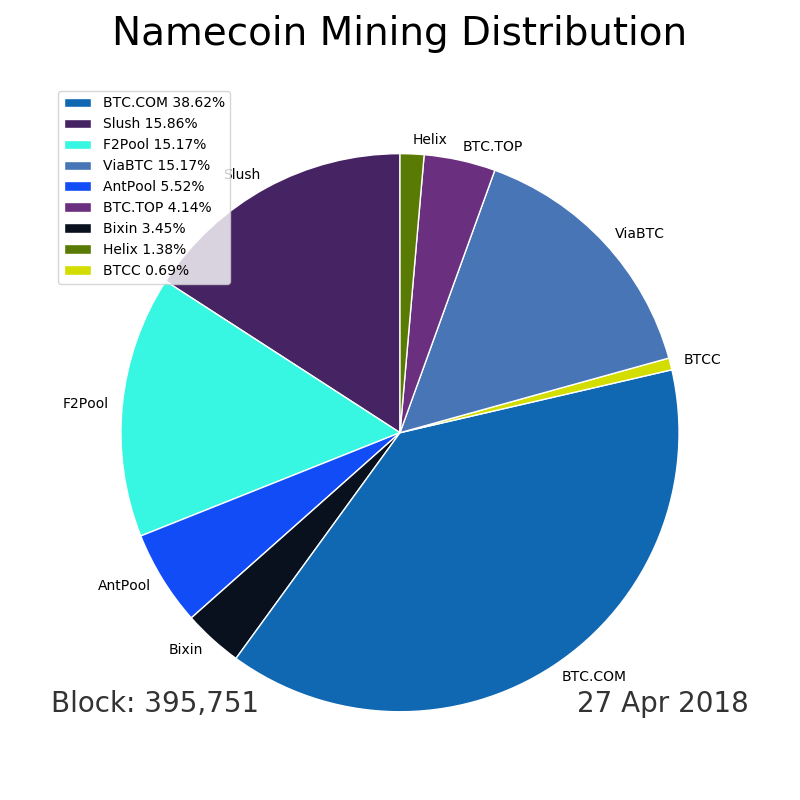 Namecoin Mining Distribution
BTC.COM 38.62%
Slush 15.86%
F2Pool 15.17%
ViaBTC 15.17%
AntPool 5.52%
BTC.TOP 4.14%
Bixin 3.45%
Helix 1.38%
BTCC 0.69%
Helix
BTC.TOP
Slush
ViaBTC
BTCC
F2Pool
AntPool
Bixin
BTC.COM
Block: 395,751
27 Apr 2018